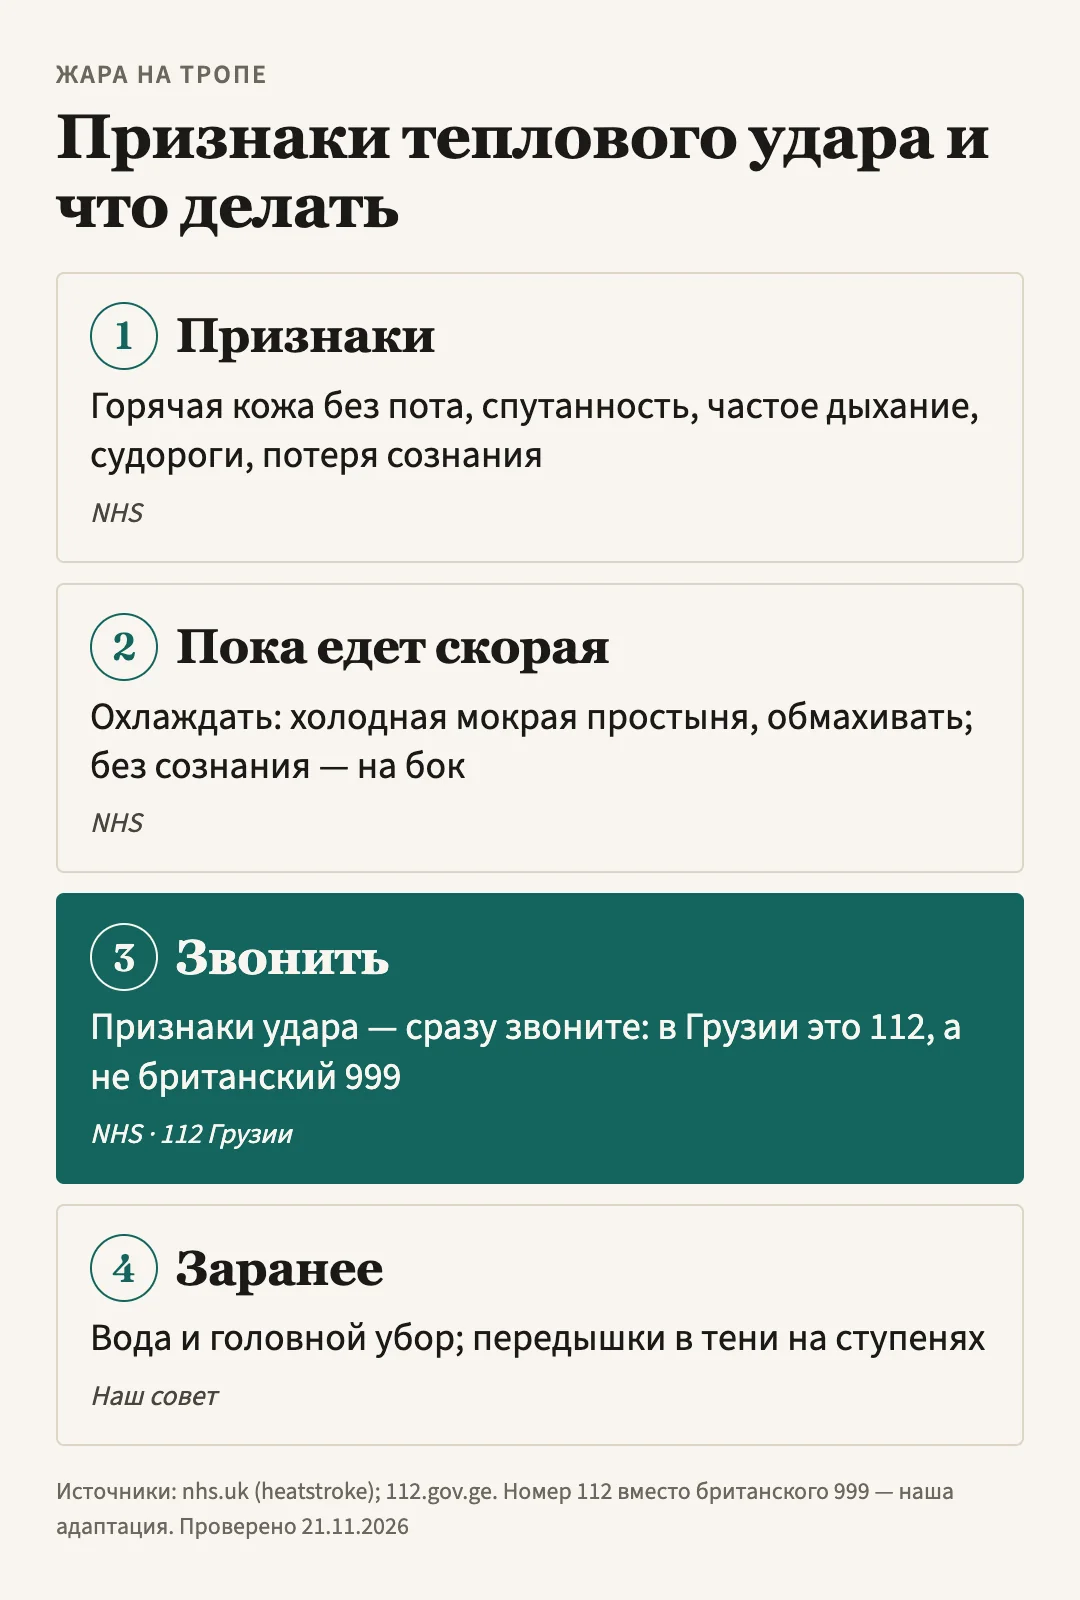 ЖАРА НА ТРОПЕ
Признаки теплового удара и
что делать
1 Признаки
Горячая кожа без пота, спутанность, частое дыхание,
судороги, потеря сознания
NHS
2 Пока едет скорая
Охлаждать: холодная мокрая простыня, обмахивать;
без сознания — на бок
NHS
3 Звонить
Признаки удара — сразу звоните: в Грузии это 112, а
не британский 999
NHS · 112 Грузии
4 Заранее
Вода и головной убор; передышки в тени на ступенях
Наш совет
Источники: nhs.uk (heatstroke); 112.gov.ge. Номер 112 вместо британского 999 — наша
адаптация. Проверено 21.11.2026